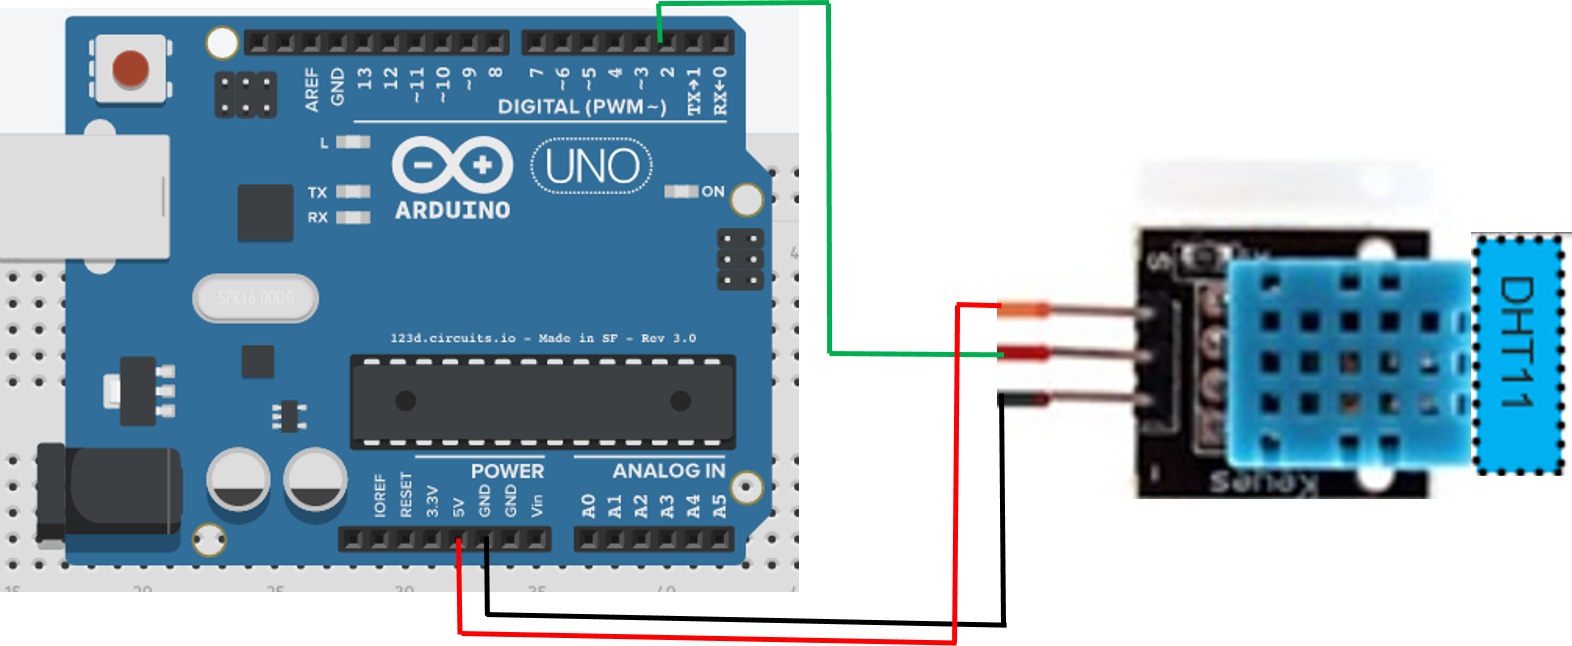 AREF
GND
13
12
~11
~10
~9
8
7
~6
~5
4
~3
2
TX→1
RX←0
DIGITAL (PWM~)
L
TX
RX
ARDUINO
UNO
ON
SPK16.000G
123d.circuits.io - Made in SF - Rev 3.0
POWER
ANALOG IN
IOREF
RESET
3.3V
5V
GND
GND
Vin
A0
A1
A2
A3
A4
A5
S
keyes
DHT11